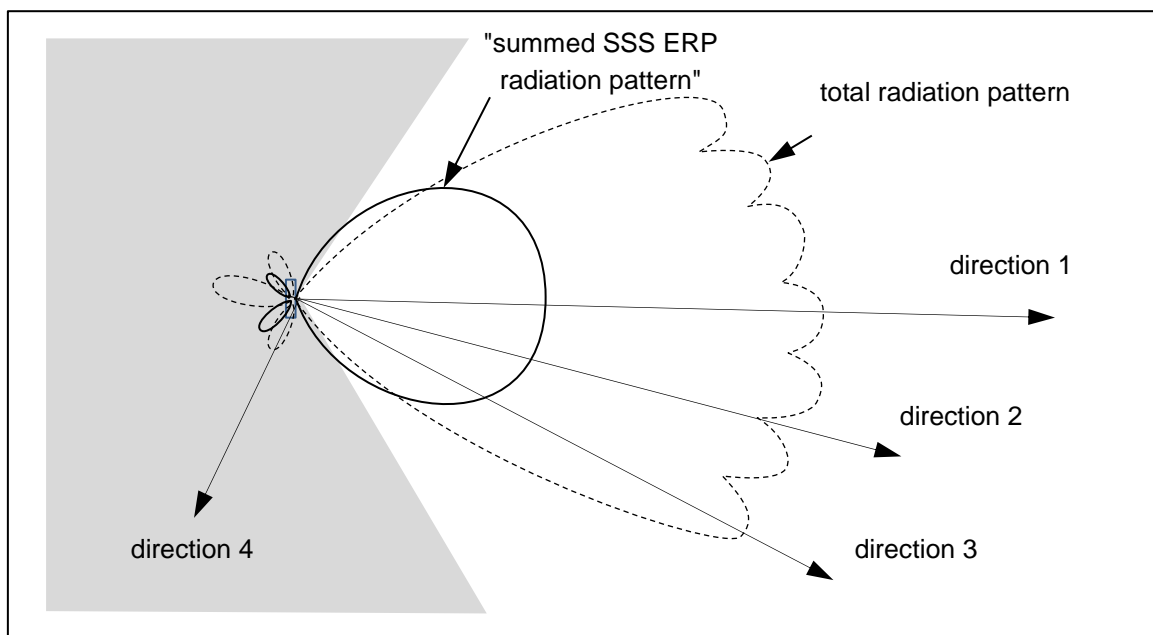 "summed SSS ERP
radiation pattern"
total radiation pattern
direction 1
direction 2
direction 3
direction 4